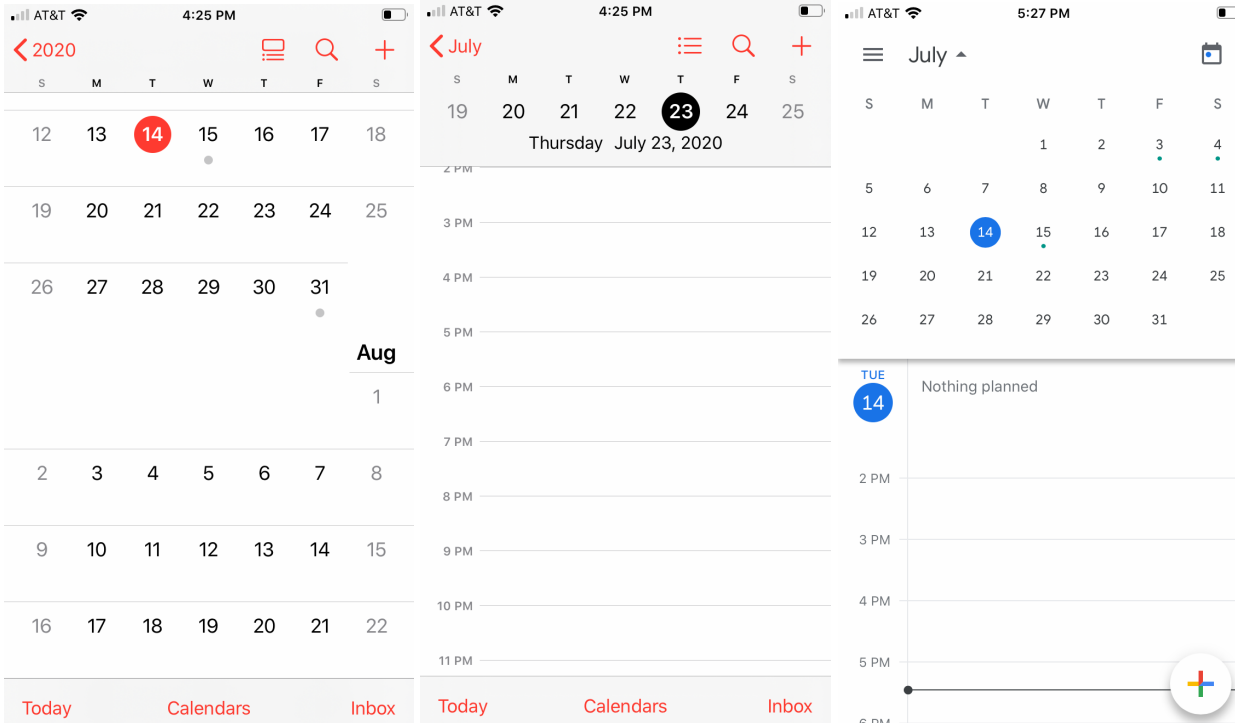 AT&T 4:25 PM
2020
S M T W T F S
12 13 14 15 16 17 18
19 20 21 22 23 24 25
26 27 28 29 30 31
Aug
1
2 3 4 5 6 7 8
9 10 11 12 13 14 15
16 17 18 19 20 21 22
Today Calendars Inbox
AT&T 4:25 PM
July
S M T W T F S
19 20 21 22 23 24 25
Thursday July 23, 2020
2 PM
3 PM
4 PM
5 PM
6 PM
7 PM
8 PM
9 PM
10 PM
11 PM
Today Calendars Inbox
AT&T 5:27 PM
July
S M T W T F S
1 2 3 4
5 6 7 8 9 10 11
12 13 14 15 16 17 18
19 20 21 22 23 24 25
26 27 28 29 30 31
TUE
14 Nothing planned
2 PM
3 PM
4 PM
5 PM
6 PM